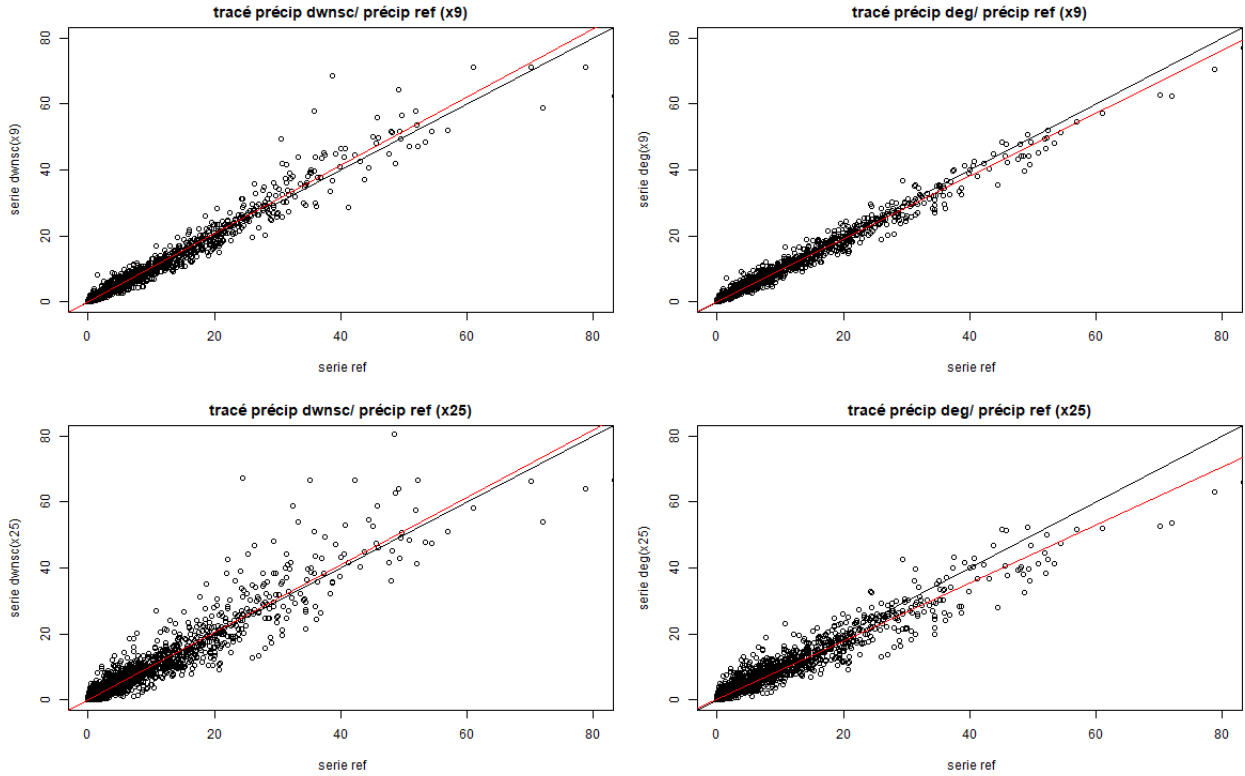 tracé précip dwnsc/ précip ref (x9)
serie dwnsc(x9)
0 20 40 60 80
0 20 40 60 80
serie ref
tracé précip deg/ précip ref (x9)
serie deg(x9)
0 20 40 60 80
0 20 40 60 80
serie ref
tracé précip dwnsc/ précip ref (x25)
serie dwnsc(x25)
0 20 40 60 80
0 20 40 60 80
serie ref
tracé précip deg/ précip ref (x25)
serie deg(x25)
0 20 40 60 80
0 20 40 60 80
serie ref